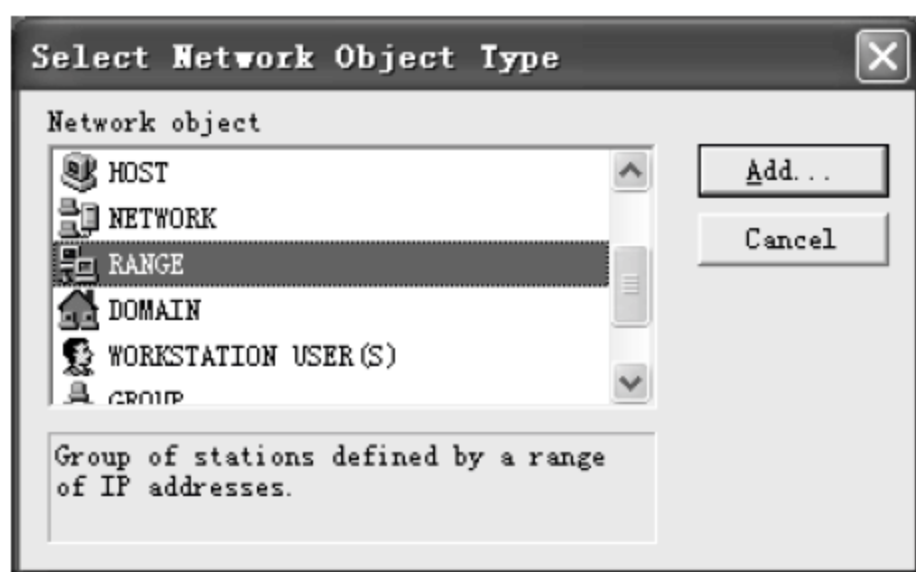 Select Network Object Type
Network object
HOST
NETWORK
RANGE
DOMAIN
WORKSTATION USER(S)
GROUP
Add...
Cancel
Group of stations defined by a range
of IP addresses.